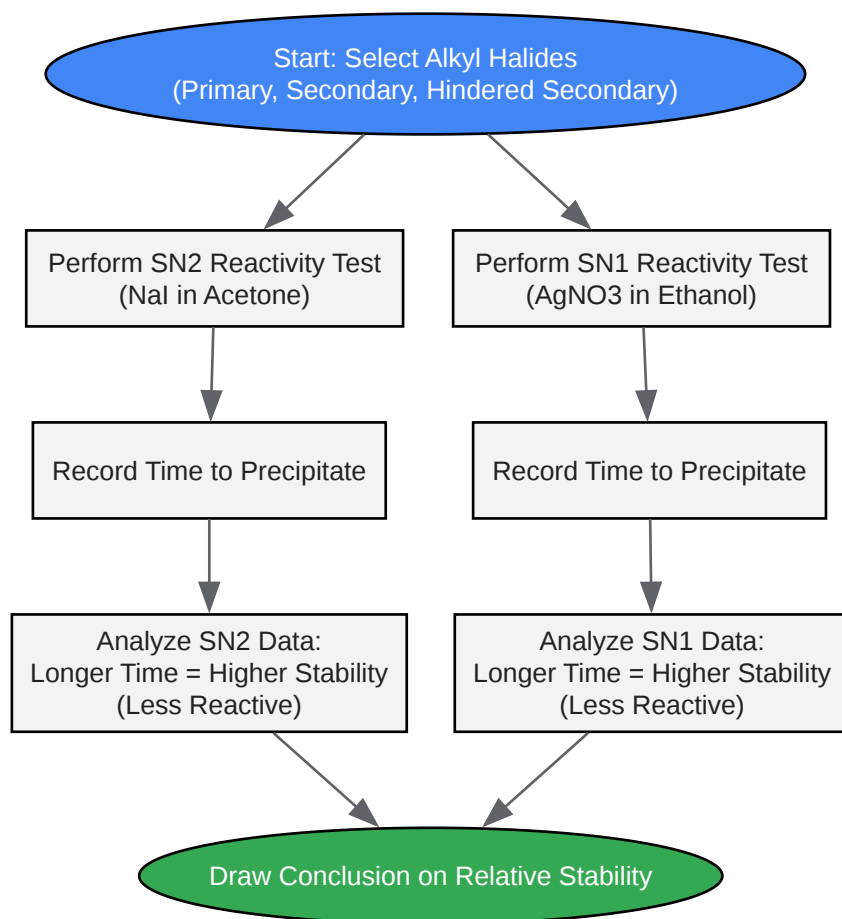 Start: Select Alkyl Halides
(Primary, Secondary, Hindered Secondary)
Perform SN2 Reactivity Test
(NaI in Acetone)
Perform SN1 Reactivity Test
(AgNO3 in Ethanol)
Record Time to Precipitate
Record Time to Precipitate
Analyze SN2 Data:
Longer Time = Higher Stability
(Less Reactive)
Analyze SN1 Data:
Longer Time = Higher Stability
(Less Reactive)
Draw Conclusion on Relative Stability